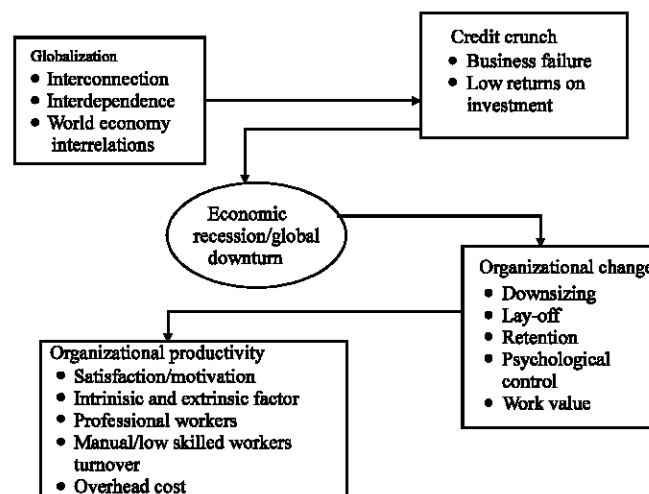 Globalization
• Interconnection
• Interdependence
• World economy
interrelations
Credit crunch
• Business failure
• Low returns on
investment
Economic
recession/global
downturn
Organizational change
• Downsizing
• Lay-off
• Retention
• Psychological
control
• Work value
Organizational productivity
• Satisfaction/motivation
• Intrinisic and extrinsic factor
• Professional workers
• Manual/low skilled workers
turnover
• Overhead cost